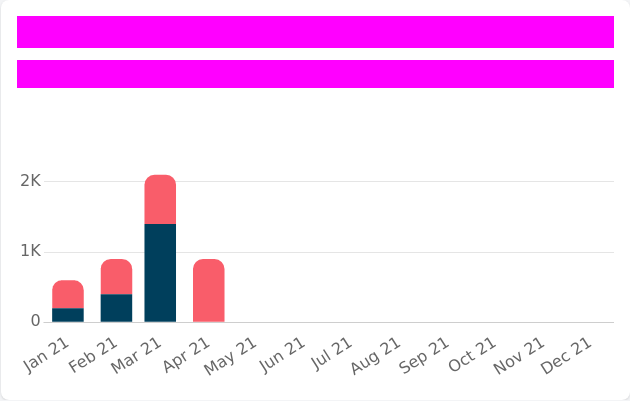 2K
1K
0
Jan 21
Feb 21
Mar 21
Apr 21
May 21
Jun 21
Jul 21
Aug 21
Sep 21
Oct 21
Nov 21
Dec 21